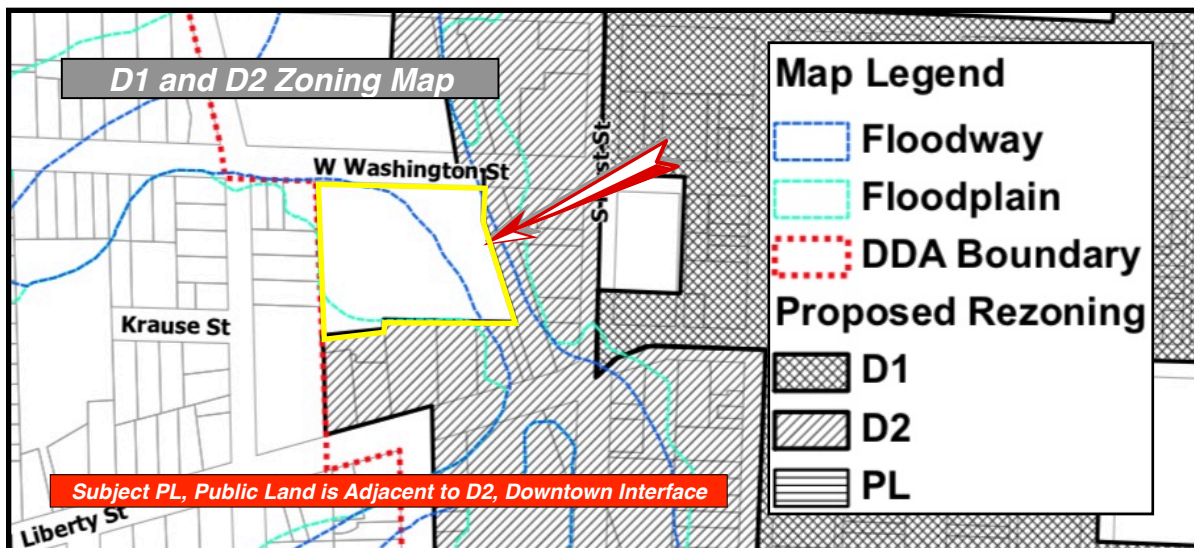 D1 and D2 Zoning Map
W Washington St
Krause St
Liberty St
Subject PL, Public Land is Adjacent to D2, Downtown Interface
Map Legend
Floodway
Floodplain
DDA Boundary
Proposed Rezoning
D1
D2
PL